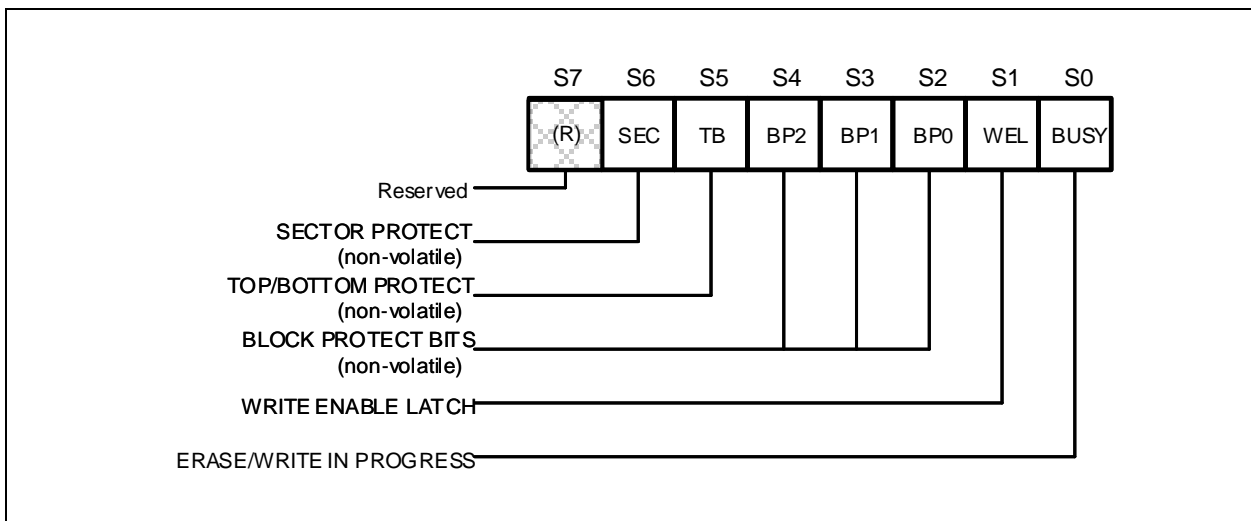 S7 S6 S5 S4 S3 S2 S1 S0
(R) SEC TB BP2 BP1 BP0 WEL BUSY
Reserved
SECTOR PROTECT
(non-volatile)
TOP/BOTTOM PROTECT
(non-volatile)
BLOCK PROTECT BITS
(non-volatile)
WRITE ENABLE LATCH
ERASE/WRITE IN PROGRESS